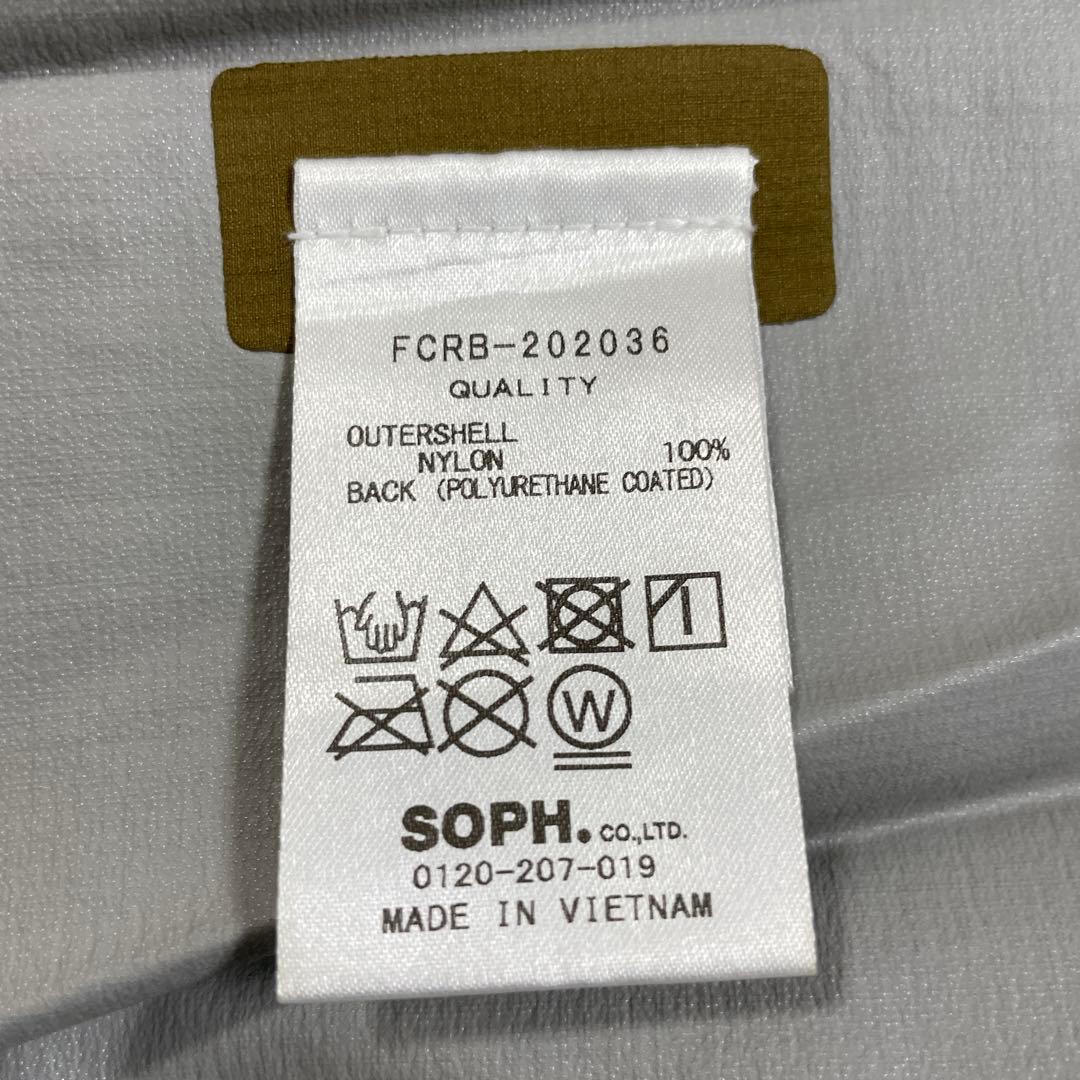 FCRB-202036
QUALITY
OUTERSHELL
NYLON 100%
BACK (POLYURETHANE COATED)
W
SOPH. CO.,LTD.
0120-207-019
MADE IN VIETNAM